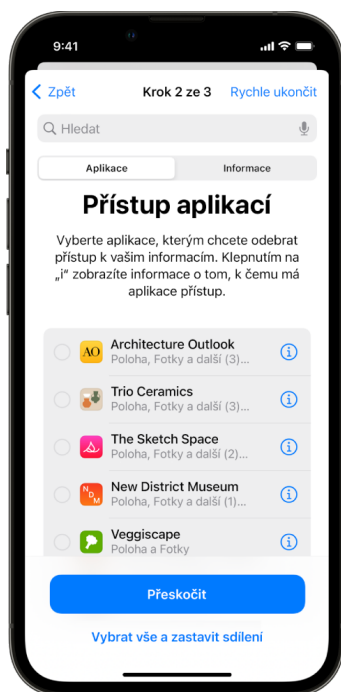 9:41
Zpět
Krok 2 ze 3
Rychle ukončit
Hledat
Aplikace
Informace
Přístup aplikací
Vyberte aplikace, kterým chcete odebrat
přístup k vašim informacím. Klepnutím na
„i“ zobrazíte informace o tom, k čemu má
aplikace přístup.
AO
Architecture Outlook
Poloha, Fotky a další (3)...
Trio Ceramics
Poloha, Fotky a další (3)...
The Sketch Space
Poloha, Fotky a další (2)...
NDM
New District Museum
Poloha, Fotky a další (1)...
Veggiscape
Poloha a Fotky
Přeskočit
Vybrat vše a zastavit sdílení